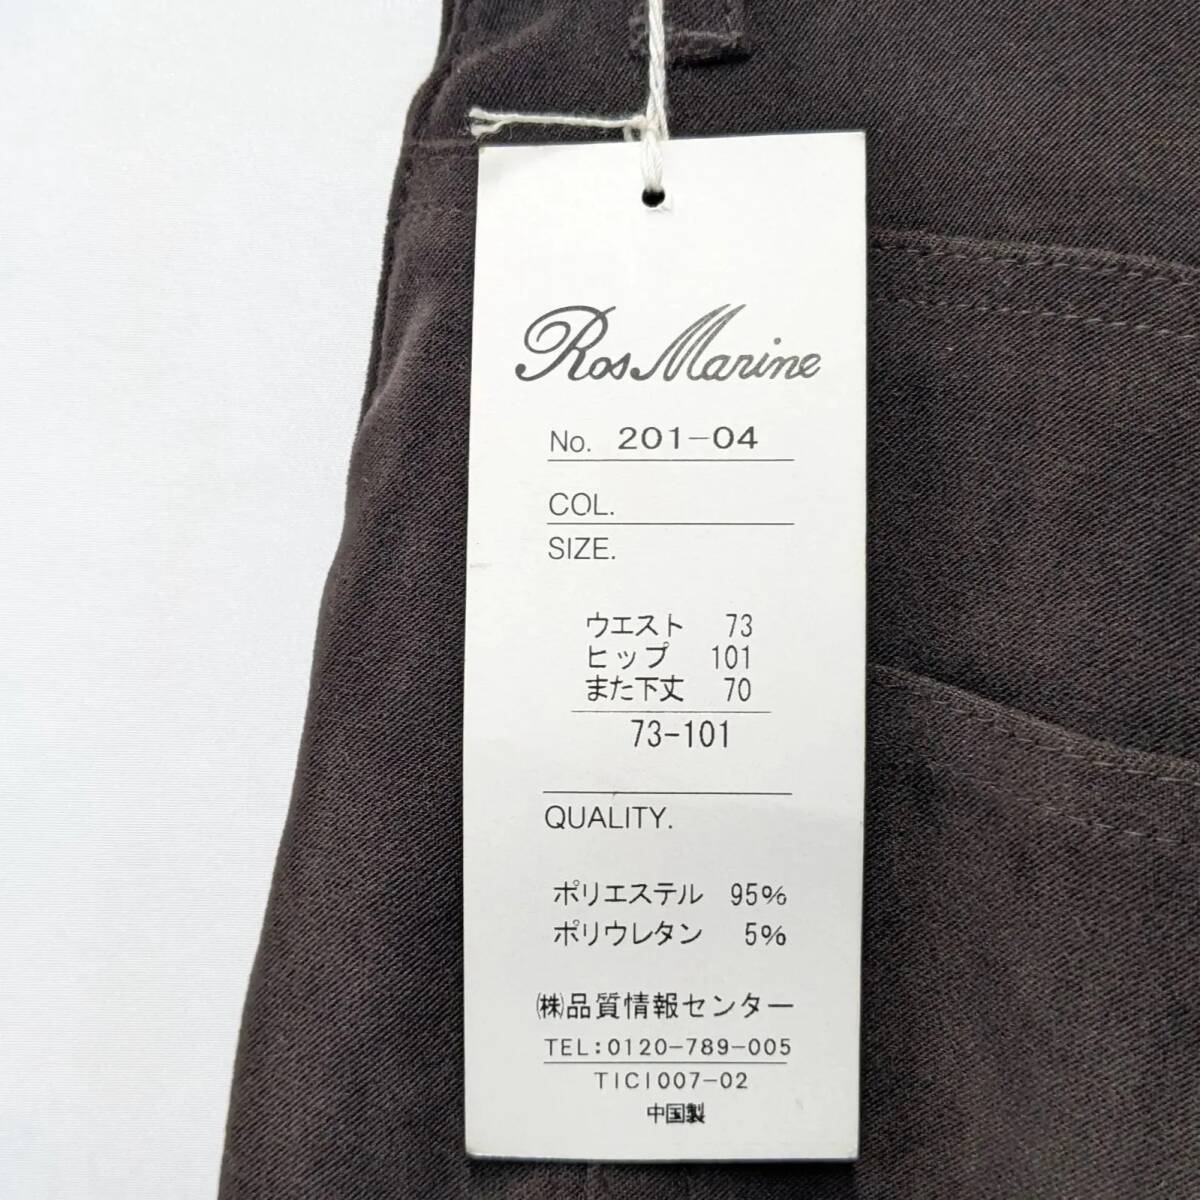 Ros Marine
No. 201-04
COL.
SIZE.
ウエスト 73
ヒップ 101
また下丈 70
73-101
QUALITY.
ポリエステル 95%
ポリウレタン 5%
㈱品質情報センター
TEL:0120-789-005
TICI007-02
中国製